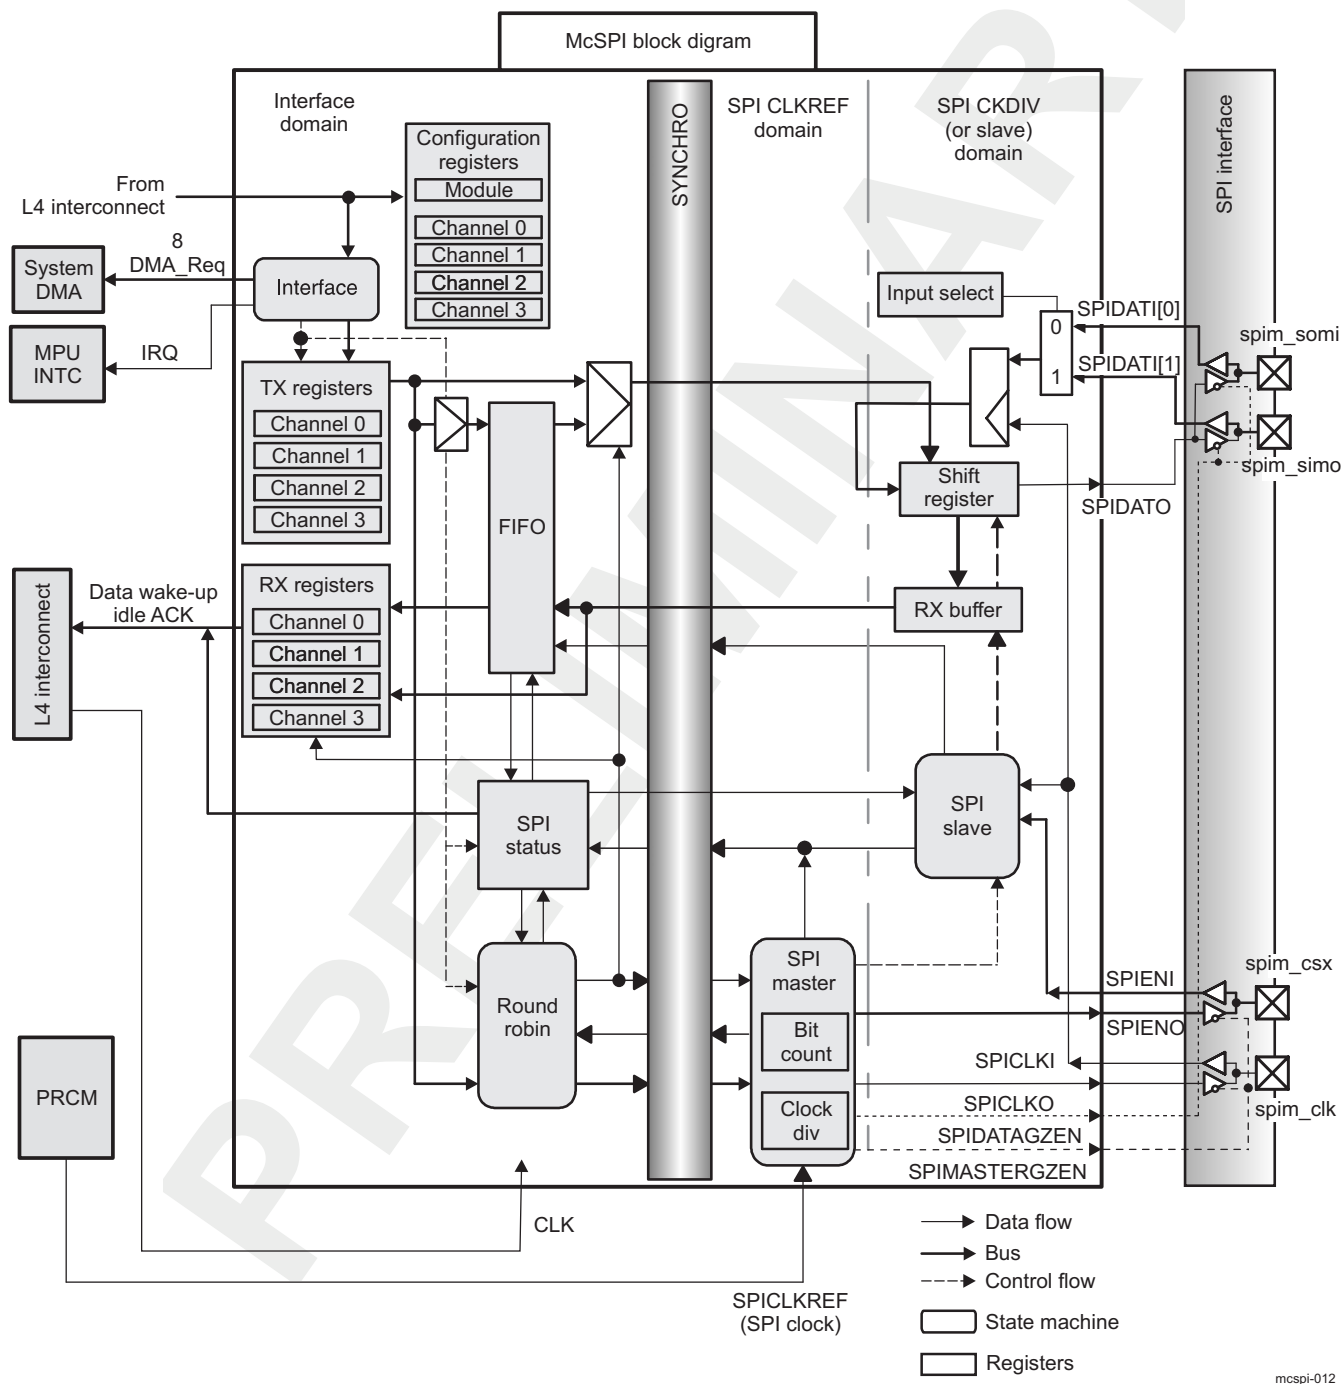 McSPI block digram
Interface
domain
SPI CLKREF
domain
SPI CKDIV
(or slave)
domain
SYNCHRO
SPI interface
Configuration
registers
Module
Channel 0
Channel 1
Channel 2
Channel 3
From
L4 interconnect
8
DMA_Req
System
DMA
Interface
MPU
INTC
IRQ
Input select
0
1
SPIDATI[0]
SPIDATI[1]
spim_somi
spim_simo
TX registers
Channel 0
Channel 1
Channel 2
Channel 3
FIFO
Shift
register
SPIDATO
RX registers
Channel 0
Channel 1
Channel 2
Channel 3
Data wake-up
idle ACK
L4 interconnect
RX buffer
SPI
status
SPI
slave
Round
robin
SPI
master
Bit
count
Clock
div
SPIENI
SPIENO
SPICLKI
SPICLKO
SPIDATAGZEN
SPIMASTERGZEN
spim_csx
spim_clk
PRCM
CLK
SPICLKREF
(SPI clock)
Data flow
Bus
Control flow
State machine
Registers
PRELIMINARY
mcspi-012